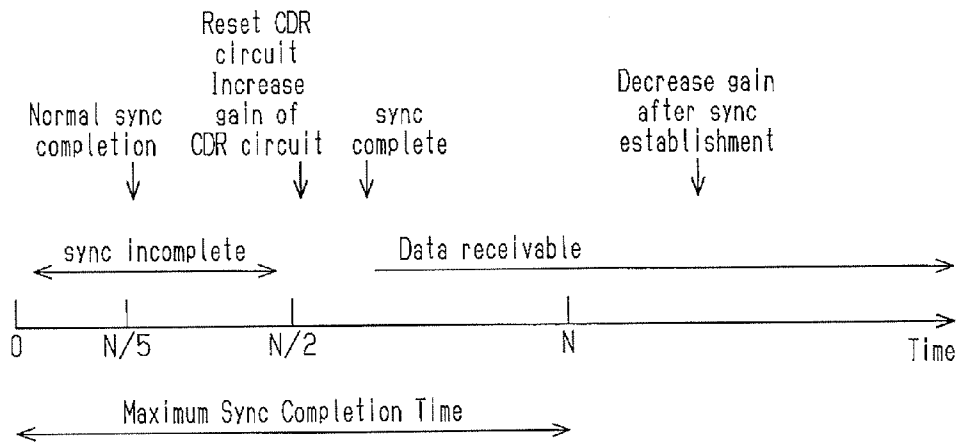 Normal sync
completion
Reset CDR
circuit
Increase
gain of
CDR circuit
sync
complete
Decrease gain
after sync
establishment
sync incomplete
Data receivable
0
N/5
N/2
N
Time
Maximum Sync Completion Time